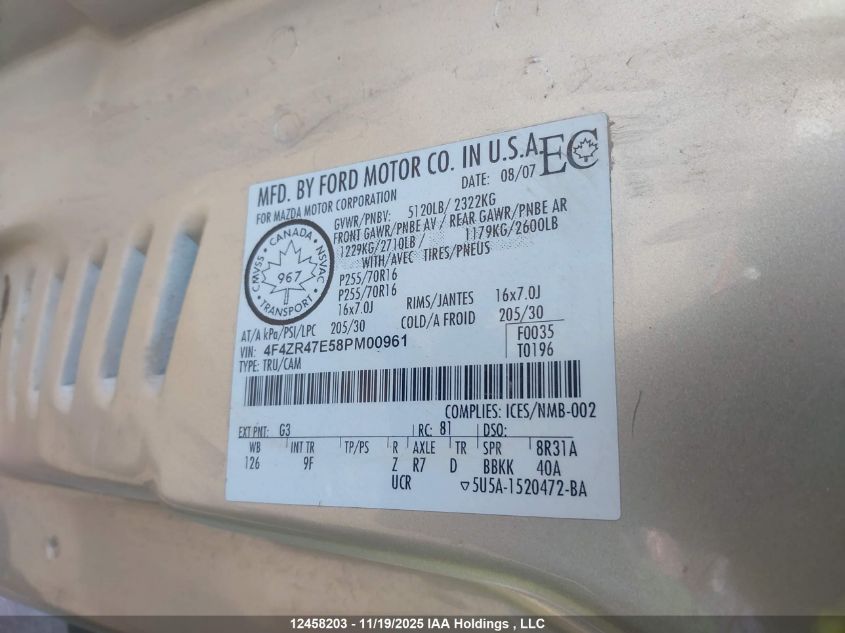 MFD. BY FORD MOTOR CO. IN U.S.A.
EC
FOR MAZDA MOTOR CORPORATION
DATE: 08/07
GVWR/PNBV: 5120LB/ 2322KG
FRONT GAWR/PNBE AV / REAR GAWR/PNBE AR
1229KG/2710LB / 1179KG/2600LB
WITH/AVEC TIRES/PNEUS
CANADA
CMVSS NSVAC
967
TRANSPORT
P255/70R16
P255/70R16
16x7.0J RIMS/JANTES 16x7.0J
AT/A kPa/PSI/LPC 205/30 COLD/A FROID 205/30
VIN: 4F4ZR47E58PM00961 F0035
TYPE: TRU/CAM T0196
COMPLIES: ICES/NMB-002
EXT PNT: G3 RC: 81 DSO:
WB INT TR TP/PS R AXLE TR SPR 8R31A
126 9F Z R7 D BBKK 40A
UCR ▽5U5A-1520472-BA
12458203 - 11/19/2025 IAA Holdings , LLC